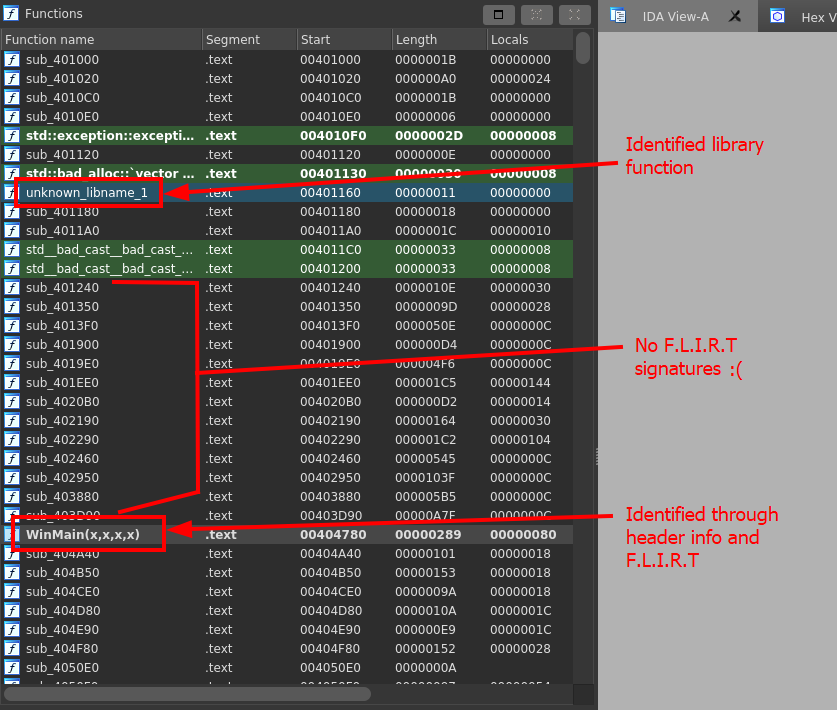 Functions
IDA View-A
Hex V
Function name Segment Start Length Locals
sub_401000 .text 00401000 0000001B 00000000
sub_401020 .text 00401020 000000A0 00000024
sub_4010C0 .text 004010C0 0000001B 00000000
sub_4010E0 .text 004010E0 00000006 00000000
std::exception::excepti... .text 004010F0 0000002D 00000008
sub_401120 .text 00401120 0000000E 00000000
std::bad_alloc::`vector ... .text 00401130 00000030 00000008
unknown_libname_1 .text 00401160 00000011 00000000
sub_401180 .text 00401180 00000018 00000000
sub_4011A0 .text 004011A0 0000001C 00000010
std__bad_cast__bad_cast_... .text 004011C0 00000033 00000008
std__bad_cast__bad_cast_... .text 00401200 00000033 00000008
sub_401240 .text 00401240 0000010E 00000030
sub_401350 .text 00401350 0000009D 00000028
sub_4013F0 .text 004013F0 0000050E 0000000C
sub_401900 .text 00401900 000000D4 0000000C
sub_4019E0 .text 004019E0 000004F6 0000000C
sub_401EE0 .text 00401EE0 000001C5 00000144
sub_4020B0 .text 004020B0 000000D2 00000014
sub_402190 .text 00402190 00000164 00000030
sub_402290 .text 00402290 000001C2 00000104
sub_402460 .text 00402460 00000545 0000000C
sub_402950 .text 00402950 0000103F 0000000C
sub_403880 .text 00403880 000005B5 0000000C
sub_403D90 .text 00403D90 00000A7F 0000000C
WinMain(x,x,x,x) .text 00404780 00000289 00000080
sub_404A40 .text 00404A40 00000101 00000018
sub_404B50 .text 00404B50 00000153 00000018
sub_404CE0 .text 00404CE0 0000009A 00000018
sub_404D80 .text 00404D80 0000010A 0000001C
sub_404E90 .text 00404E90 000000E9 0000001C
sub_404F80 .text 00404F80 00000152 00000028
sub_4050E0 .text 004050E0 0000000A
Identified library
function
No F.L.I.R.T
signatures :(
Identified through
header info and
F.L.I.R.T